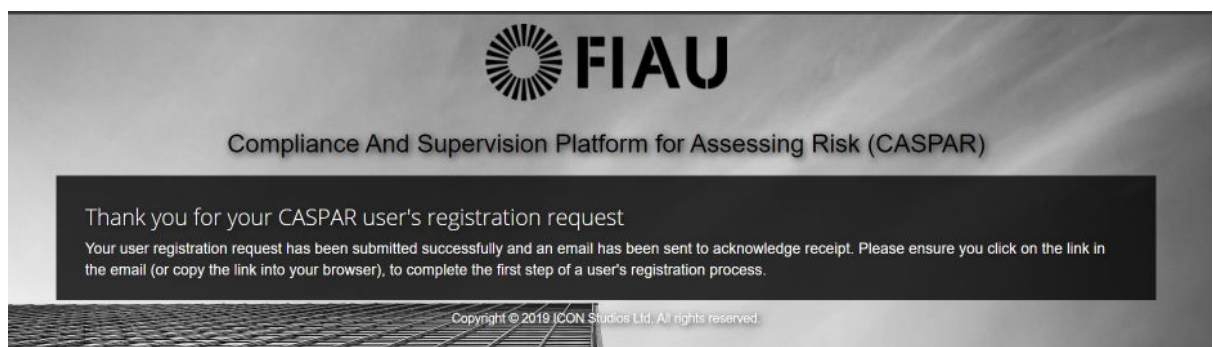 FIAU
Compliance And Supervision Platform for Assessing Risk (CASPAR)
Thank you for your CASPAR user's registration request
Your user registration request has been submitted successfully and an email has been sent to acknowledge receipt. Please ensure you click on the link in
the email (or copy the link into your browser), to complete the first step of a user's registration process.
Copyright © 2019 ICON Studios Ltd. All rights reserved.